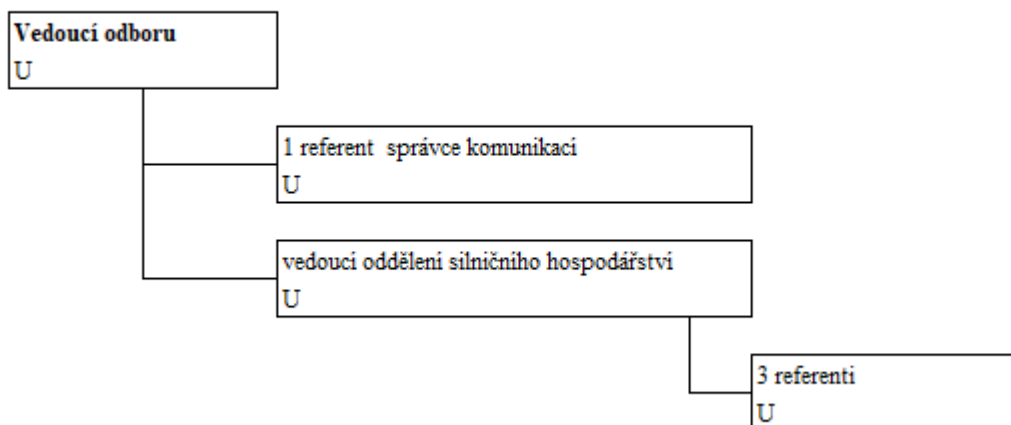 Vedoucí odboru
U
1 referent správce komunikací
U
vedoucí oddělení silničního hospodářství
U
3 referenti
U